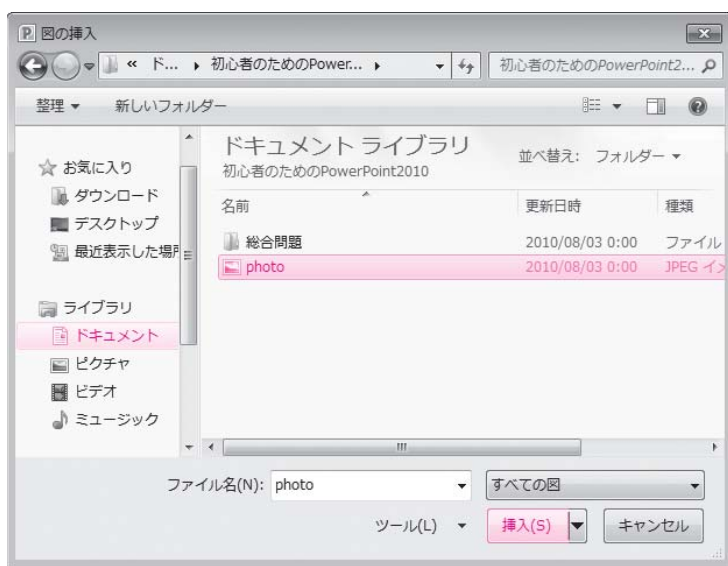 図の挿入
« ド... 初心者のためのPower... 初心者のためのPowerPoint2...
整理 新しいフォルダー
ドキュメント ライブラリ
初心者のためのPowerPoint2010
並べ替え: フォルダー
名前 更新日時 種類
総合問題 2010/08/03 0:00 ファイル
photo 2010/08/03 0:00 JPEG イ
お気に入り
ダウンロード
デスクトップ
最近表示した場所
ライブラリ
ドキュメント
ピクチャ
ビデオ
ミュージック
ファイル名(N): photo すべての図
ツール(L) 挿入(S) キャンセル